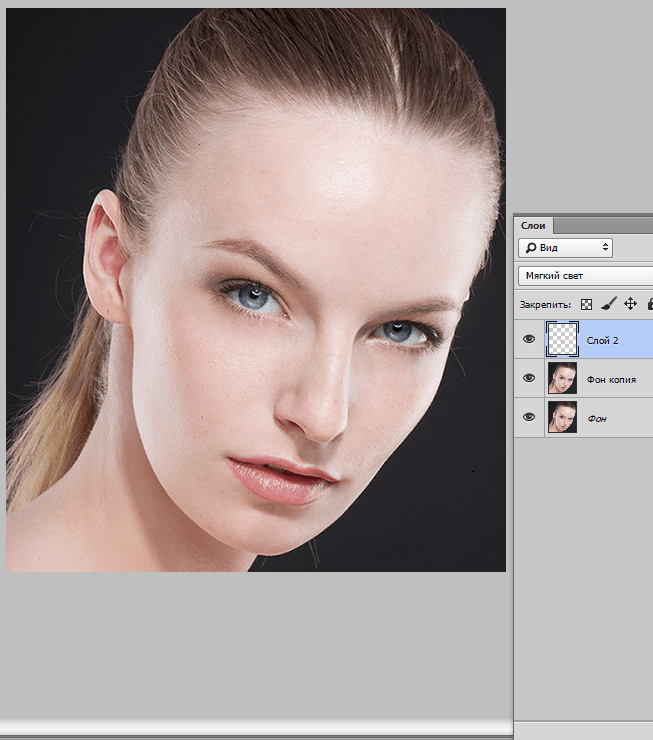 Слои
Вид
Мягкий свет
Закрепить:
Слой 2
Фон копия
Фон